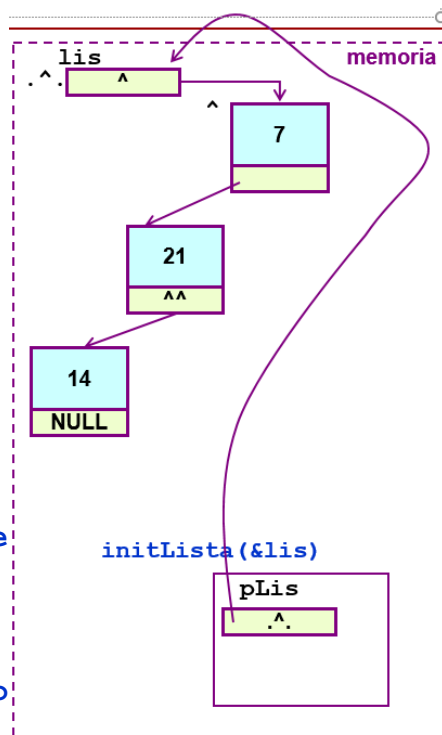 lis
memoria
.^.
^
^
7
21
^^
14
NULL
e
initLista(&lis)
pLis
.^.
o